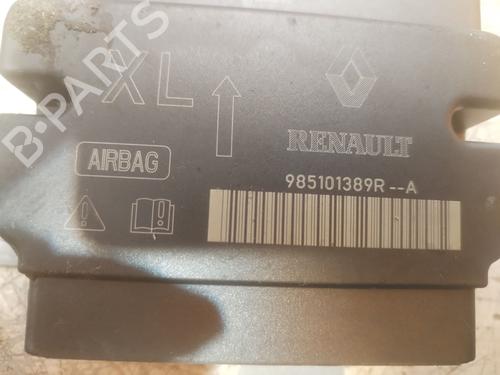 XL
RENAULT
AIRBAG
985101389R--A
B-PARTS